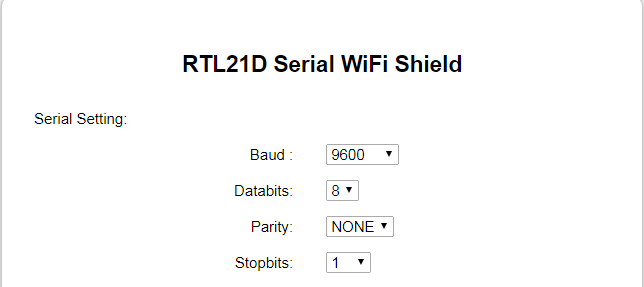 RTL21D Serial WiFi Shield
Serial Setting:
Baud : 9600
Databits: 8
Parity: NONE
Stopbits: 1